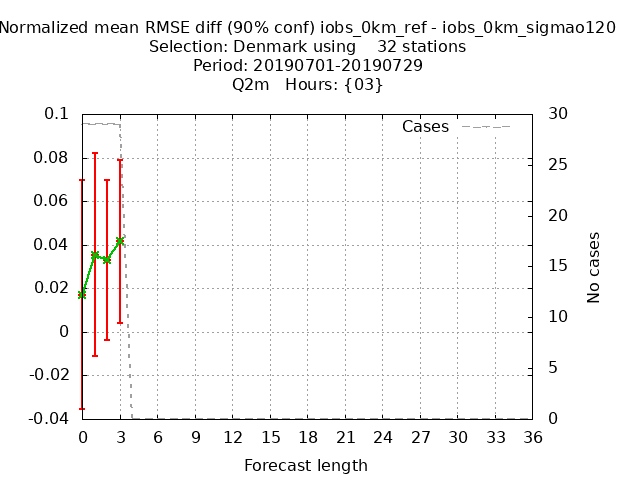 Normalized mean RMSE diff (90% conf) iobs_0km_ref - iobs_0km_sigmao120
Selection: Denmark using    32 stations
Period: 20190701-20190729
Q2m   Hours: {03}
Cases
0.1
0.08
0.06
0.04
0.02
0
-0.02
-0.04
30
25
20
15
10
5
0
No cases
0 3 6 9 12 15 18 21 24 27 30 33 36
Forecast length